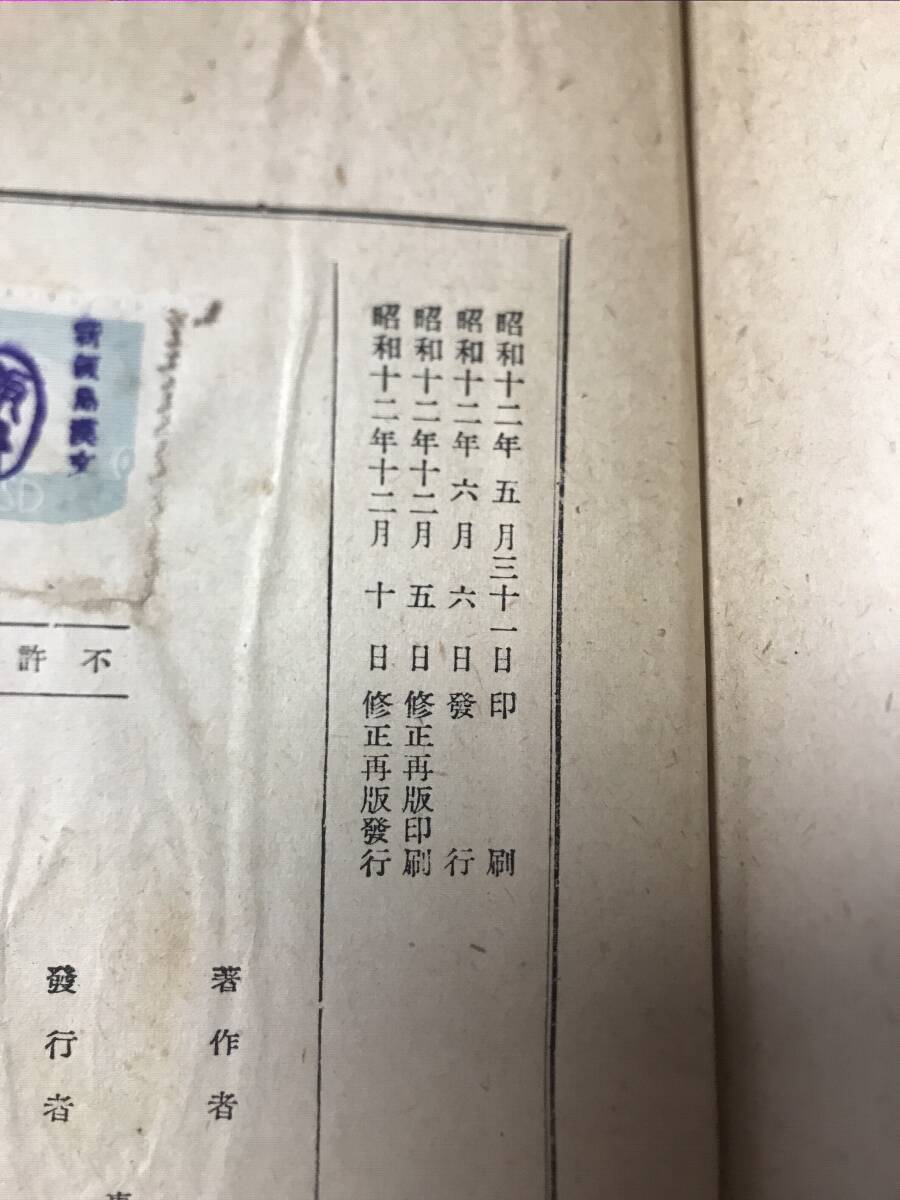 昭和十二年五月三十一日印刷
昭和十二年六月六日發行
昭和十二年十二月五日修正再版印刷
昭和十二年十二月十日修正再版發行
著作者
發行者
不許